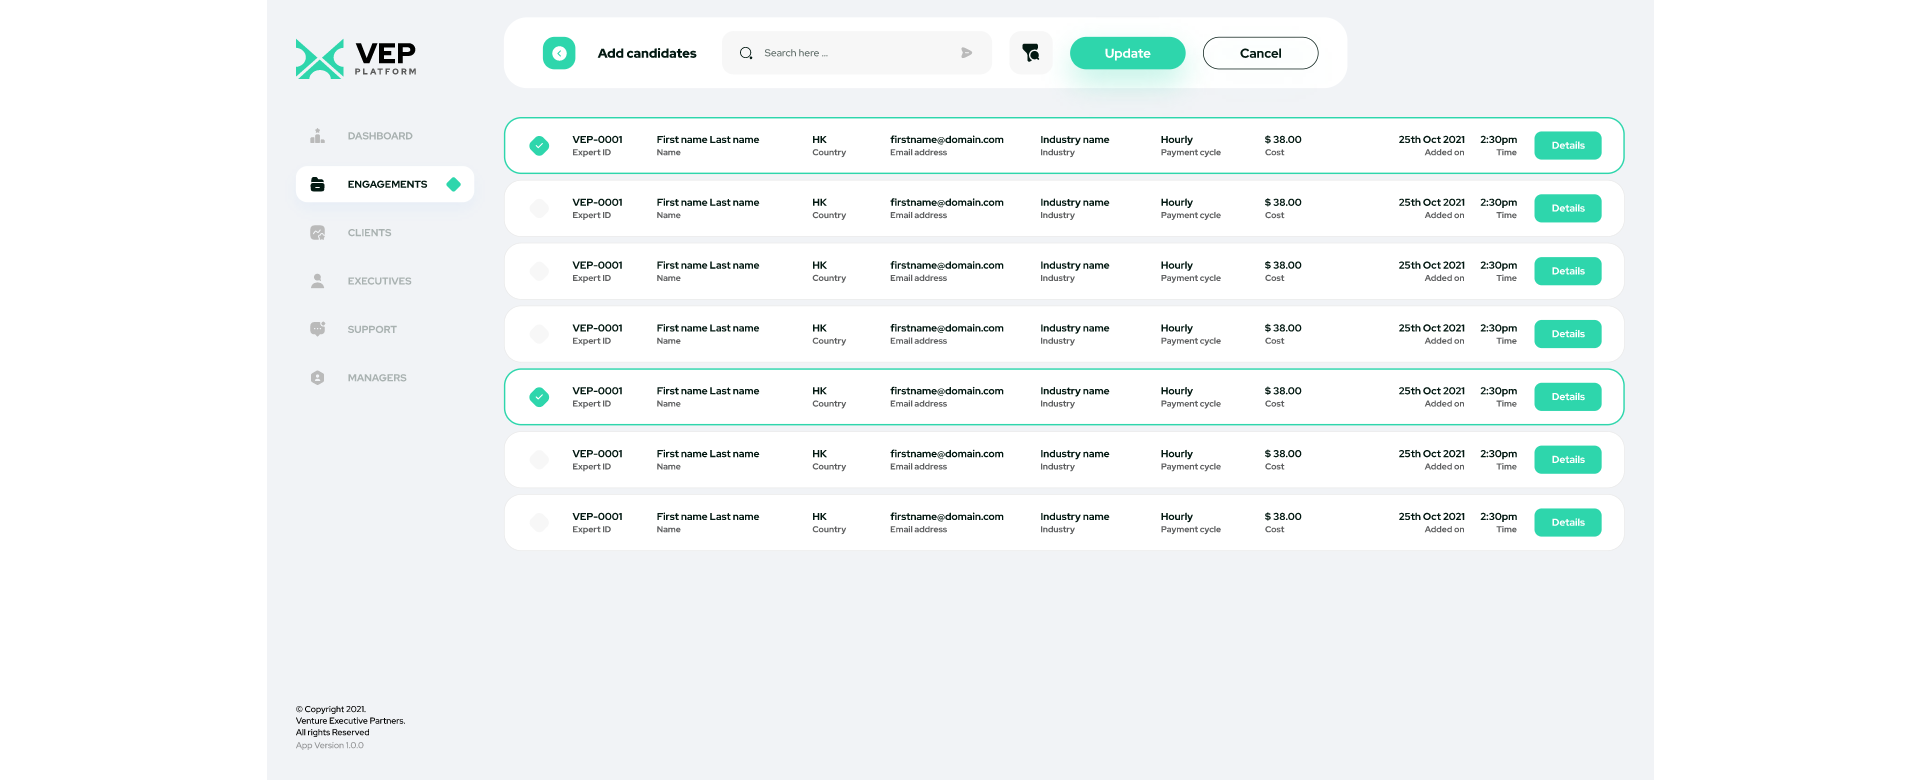 VEP
PLATFORM
Add candidates
Search here ...
Update
Cancel
DASHBOARD
ENGAGEMENTS
CLIENTS
EXECUTIVES
SUPPORT
MANAGERS
VEP-0001 First name Last name HK firstname@domain.com Industry name Hourly $ 38.00 25th Oct 2021 2:30pm Details
Expert ID Name Country Email address Industry Payment cycle Cost Added on Time
VEP-0001 First name Last name HK firstname@domain.com Industry name Hourly $ 38.00 25th Oct 2021 2:30pm Details
Expert ID Name Country Email address Industry Payment cycle Cost Added on Time
VEP-0001 First name Last name HK firstname@domain.com Industry name Hourly $ 38.00 25th Oct 2021 2:30pm Details
Expert ID Name Country Email address Industry Payment cycle Cost Added on Time
VEP-0001 First name Last name HK firstname@domain.com Industry name Hourly $ 38.00 25th Oct 2021 2:30pm Details
Expert ID Name Country Email address Industry Payment cycle Cost Added on Time
VEP-0001 First name Last name HK firstname@domain.com Industry name Hourly $ 38.00 25th Oct 2021 2:30pm Details
Expert ID Name Country Email address Industry Payment cycle Cost Added on Time
VEP-0001 First name Last name HK firstname@domain.com Industry name Hourly $ 38.00 25th Oct 2021 2:30pm Details
Expert ID Name Country Email address Industry Payment cycle Cost Added on Time
VEP-0001 First name Last name HK firstname@domain.com Industry name Hourly $ 38.00 25th Oct 2021 2:30pm Details
Expert ID Name Country Email address Industry Payment cycle Cost Added on Time
© Copyright 2021.
Venture Executive Partners.
All rights Reserved
App Version 1.0.0